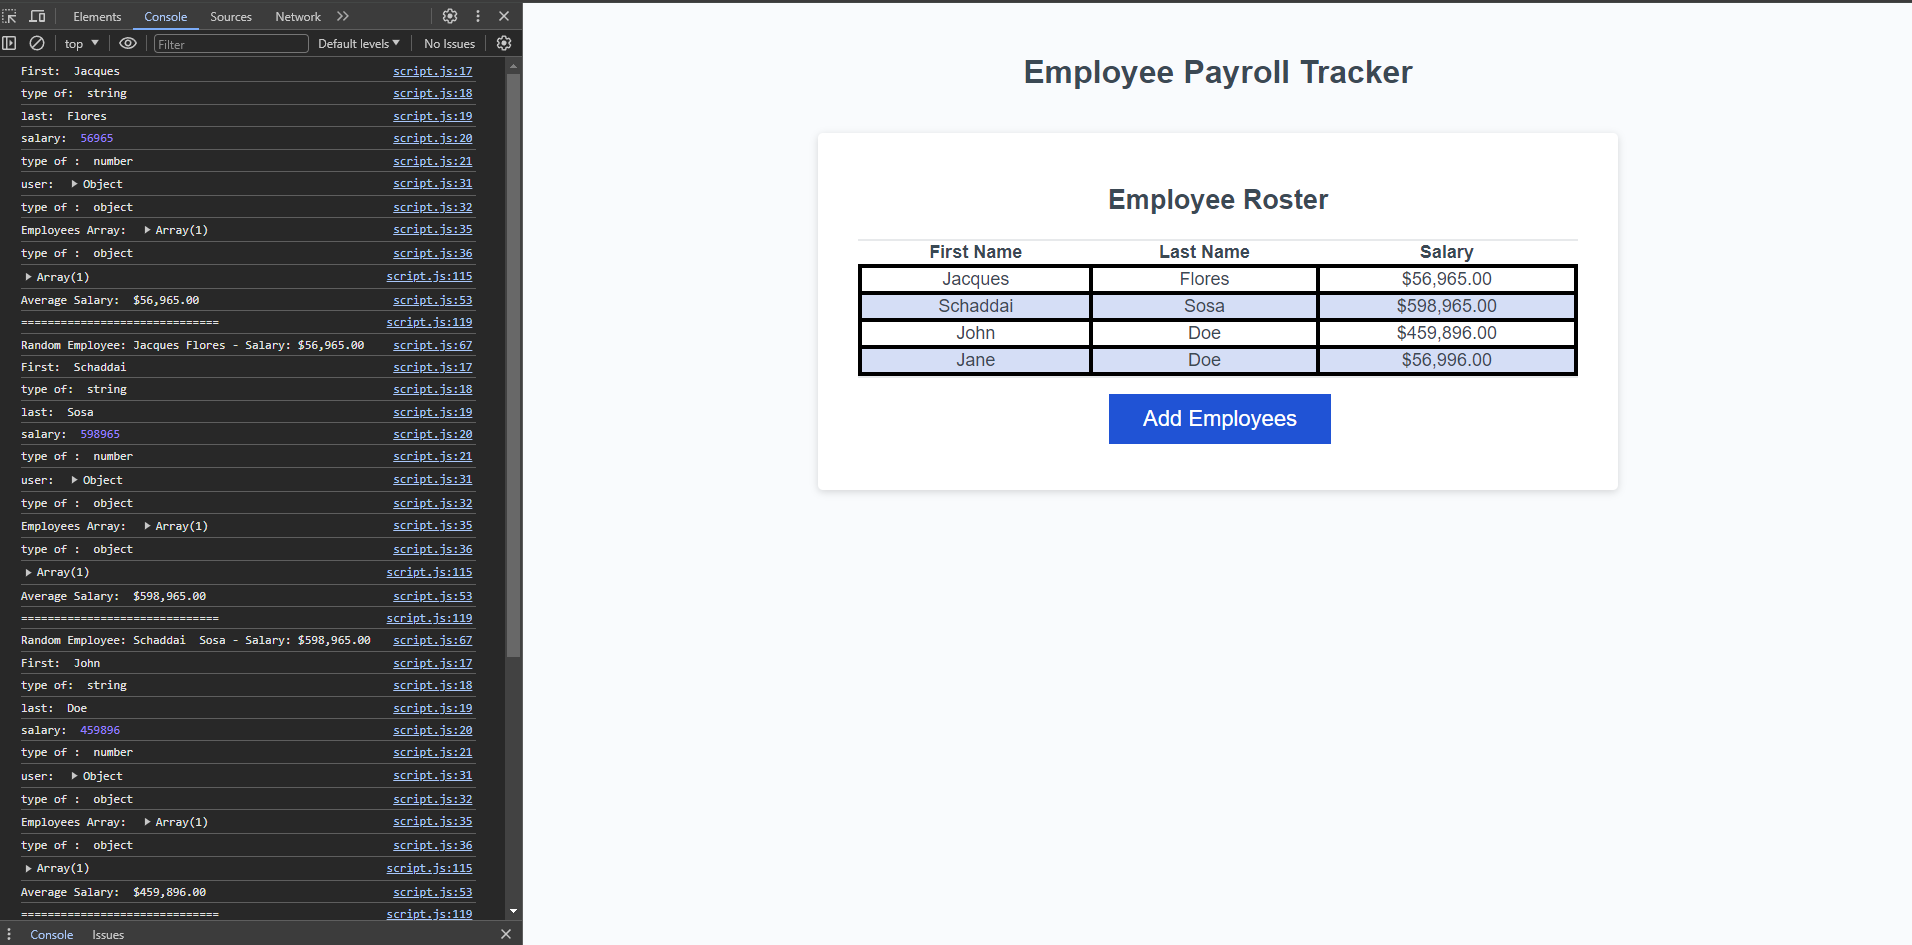 Elements Console Sources Network
top Filter Default levels No Issues
First:  Jacques script.js:17
type of:  string script.js:18
last:  Flores script.js:19
salary:  56965 script.js:20
type of :  number script.js:21
user:  Object script.js:31
type of :  object script.js:32
Employees Array:  Array(1) script.js:35
type of :  object script.js:36
Array(1) script.js:115
Average Salary:  $56,965.00 script.js:53
============================== script.js:119
Random Employee: Jacques Flores - Salary: $56,965.00 script.js:67
First:  Schaddai script.js:17
type of:  string script.js:18
last:  Sosa script.js:19
salary:  598965 script.js:20
type of :  number script.js:21
user:  Object script.js:31
type of :  object script.js:32
Employees Array:  Array(1) script.js:35
type of :  object script.js:36
Array(1) script.js:115
Average Salary:  $598,965.00 script.js:53
============================== script.js:119
Random Employee: Schaddai  Sosa - Salary: $598,965.00 script.js:67
First:  John script.js:17
type of:  string script.js:18
last:  Doe script.js:19
salary:  459896 script.js:20
type of :  number script.js:21
user:  Object script.js:31
type of :  object script.js:32
Employees Array:  Array(1) script.js:35
type of :  object script.js:36
Array(1) script.js:115
Average Salary:  $459,896.00 script.js:53
============================== script.js:119
Console Issues
Employee Payroll Tracker
Employee Roster
First Name Last Name Salary
Jacques Flores $56,965.00
Schaddai Sosa $598,965.00
John Doe $459,896.00
Jane Doe $56,996.00
Add Employees